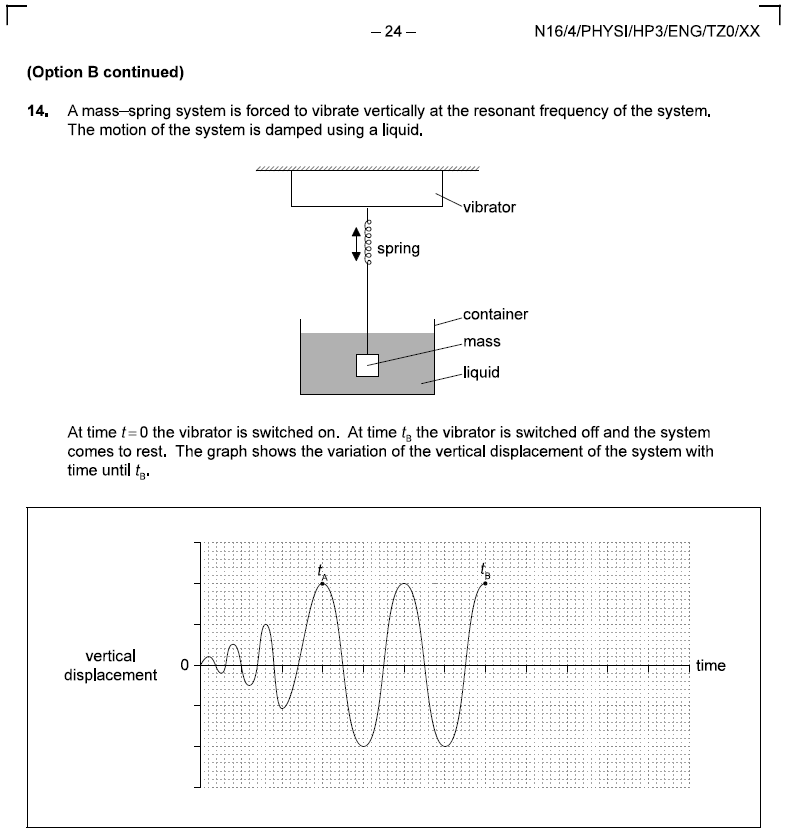 – 24 –
N16/4/PHYSI/HP3/ENG/TZ0/XX
(Option B continued)
14. A mass–spring system is forced to vibrate vertically at the resonant frequency of the system.
The motion of the system is damped using a liquid.
vibrator
spring
container
mass
liquid
At time t = 0 the vibrator is switched on. At time tB the vibrator is switched off and the system
comes to rest. The graph shows the variation of the vertical displacement of the system with
time until tB.
tA
tB
vertical
displacement
0
time